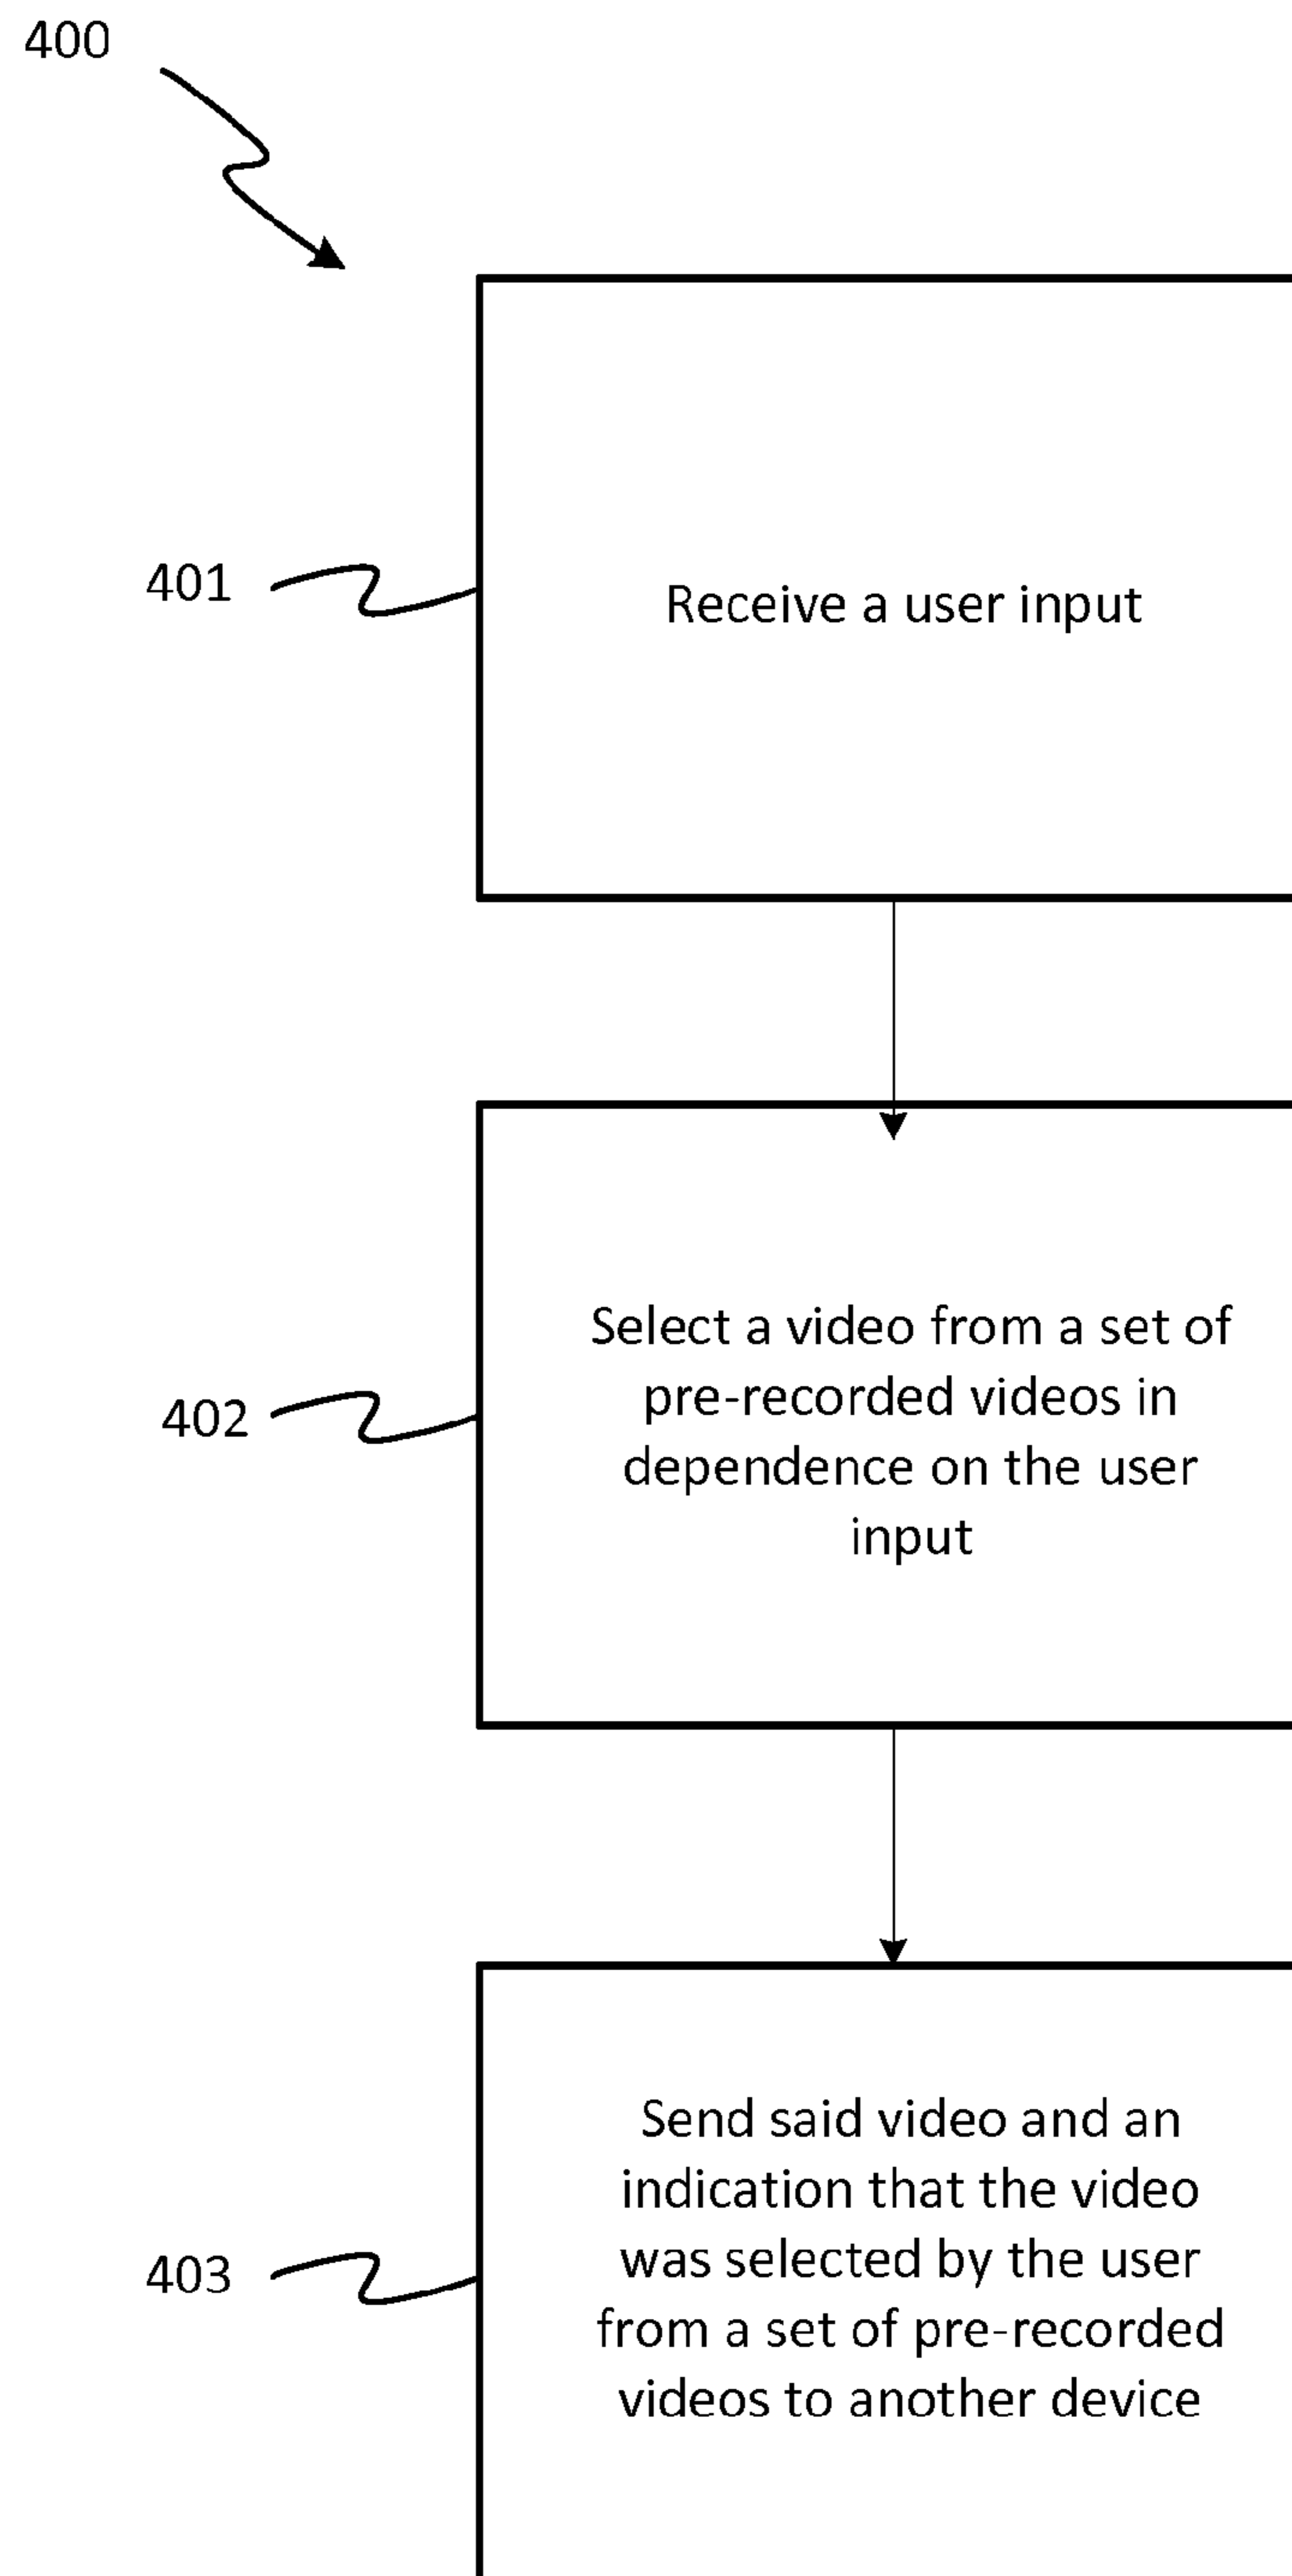 400
401
Receive a user input
402
Select a video from a set of
pre-recorded videos in
dependence on the user
input
403
Send said video and an
indication that the video
was selected by the user
from a set of pre-recorded
videos to another device